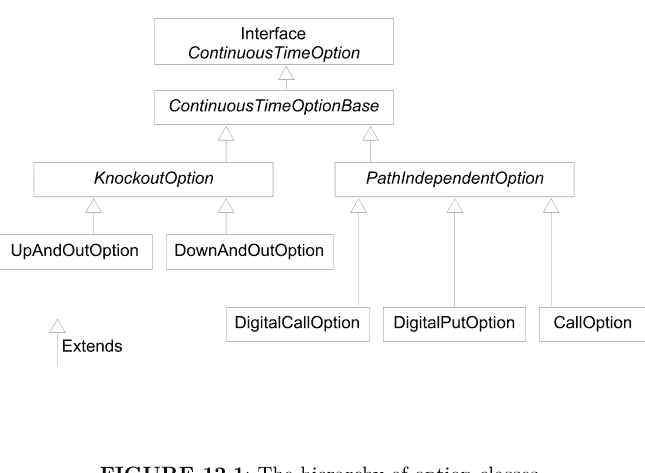 Interface
ContinuousTimeOption
ContinuousTimeOptionBase
KnockoutOption
PathIndependentOption
UpAndOutOption
DownAndOutOption
DigitalCallOption
DigitalPutOption
CallOption
Extends
FIGURE 12.1: The hierarchy of option classes